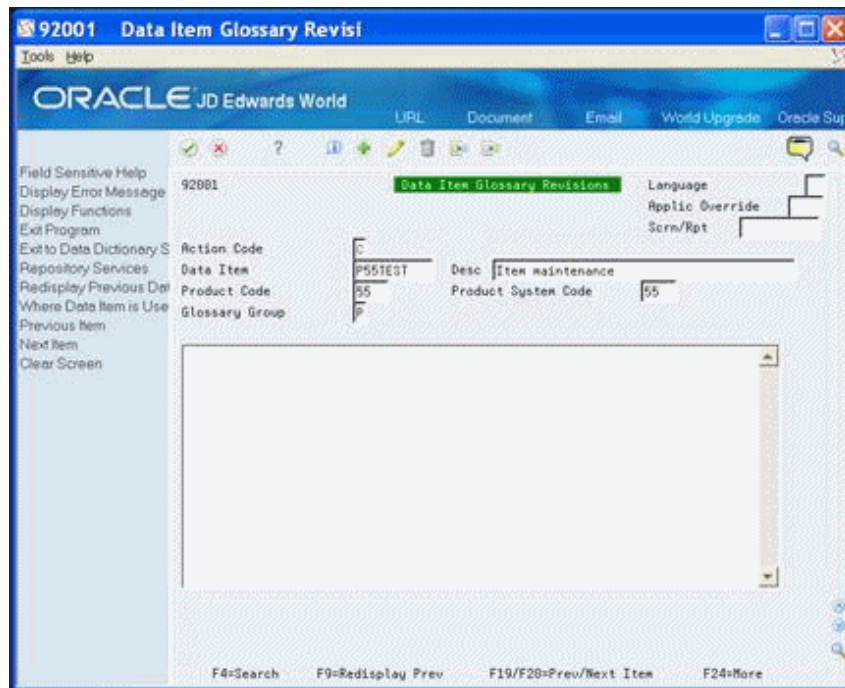 92001 Data Item Glossary Revisi
Tools Help
ORACLE JD Edwards World
URL Document Email World Upgrade Oracle Sup
Field Sensitive Help
Display Error Message
Display Functions
Exit Program
Exit to Data Dictionary S
Repository Services
Redisplay Previous Dat
Where Data Item is Use
Previous Item
Next Item
Clear Screen
92001 Data Item Glossary Revisions Language
Applic Override
Scrn/Rpt
Action Code C
Data Item P55TEST Desc Item maintenance
Product Code 55 Product System Code 55
Glossary Group P
F4=Search F9=Redisplay Prev F19/F20=Prev/Next Item F24=More